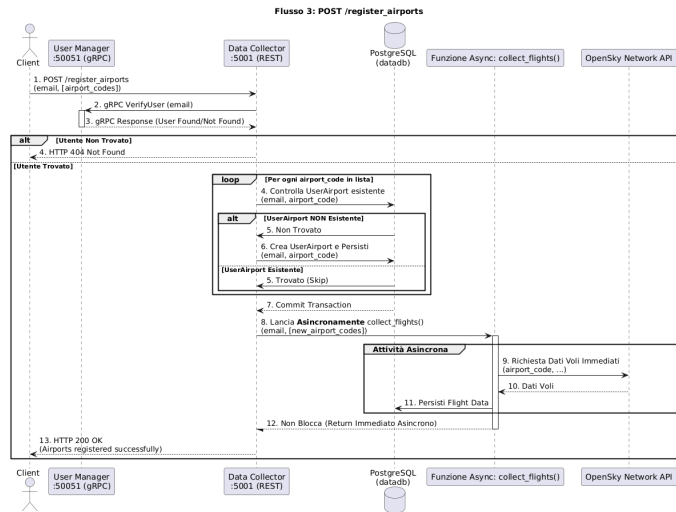 Flusso 3: POST /register_airports
Client
User Manager
:50051 (gRPC)
Data Collector
:5001 (REST)
PostgreSQL
(datadb)
Funzione Async: collect_flights()
OpenSky Network API
1. POST /register_airports
(email, [airport_codes])
2. gRPC VerifyUser (email)
3. gRPC Response (User Found/Not Found)
alt [Utente Non Trovato]
4. HTTP 404 Not Found
[Utente Trovato]
loop [Per ogni airport_code in lista]
4. Controlla UserAirport esistente
(email, airport_code)
alt [UserAirport NON Esistente]
5. Non Trovato
6. Crea UserAirport e Persisti
(email, airport_code)
[UserAirport Esistente]
5. Trovato (Skip)
7. Commit Transaction
8. Lancia Asincronamente collect_flights()
(email, [new_airport_codes])
Attività Asincrona
9. Richiesta Dati Voli Immediati
(airport_code, ...)
10. Dati Voli
11. Persisti Flight Data
12. Non Blocca (Return Immediato Asincrono)
13. HTTP 200 OK
(Airports registered successfully)
Client
User Manager
:50051 (gRPC)
Data Collector
:5001 (REST)
PostgreSQL
(datadb)
Funzione Async: collect_flights()
OpenSky Network API